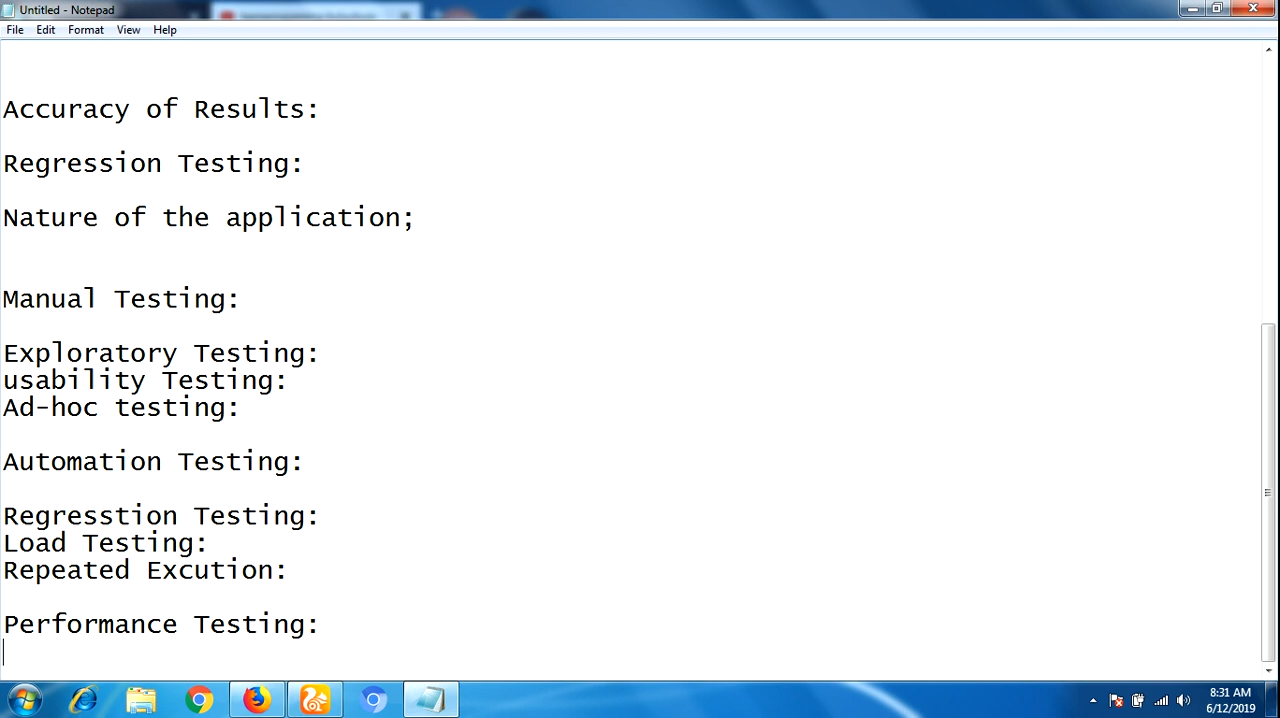 Untitled - Notepad
File Edit Format View Help
Accuracy of Results:
Regression Testing:
Nature of the application;
Manual Testing:
Exploratory Testing:
usability Testing:
Ad-hoc testing:
Automation Testing:
Regresstion Testing:
Load Testing:
Repeated Excution:
Performance Testing:
8:31 AM
6/12/2019